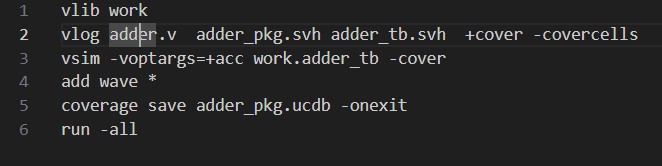 1 vlib work
2 vlog adder.v  adder_pkg.svh adder_tb.svh  +cover -covercells
3 vsim -voptargs=+acc work.adder_tb -cover
4 add wave *
5 coverage save adder_pkg.ucdb -onexit
6 run -all